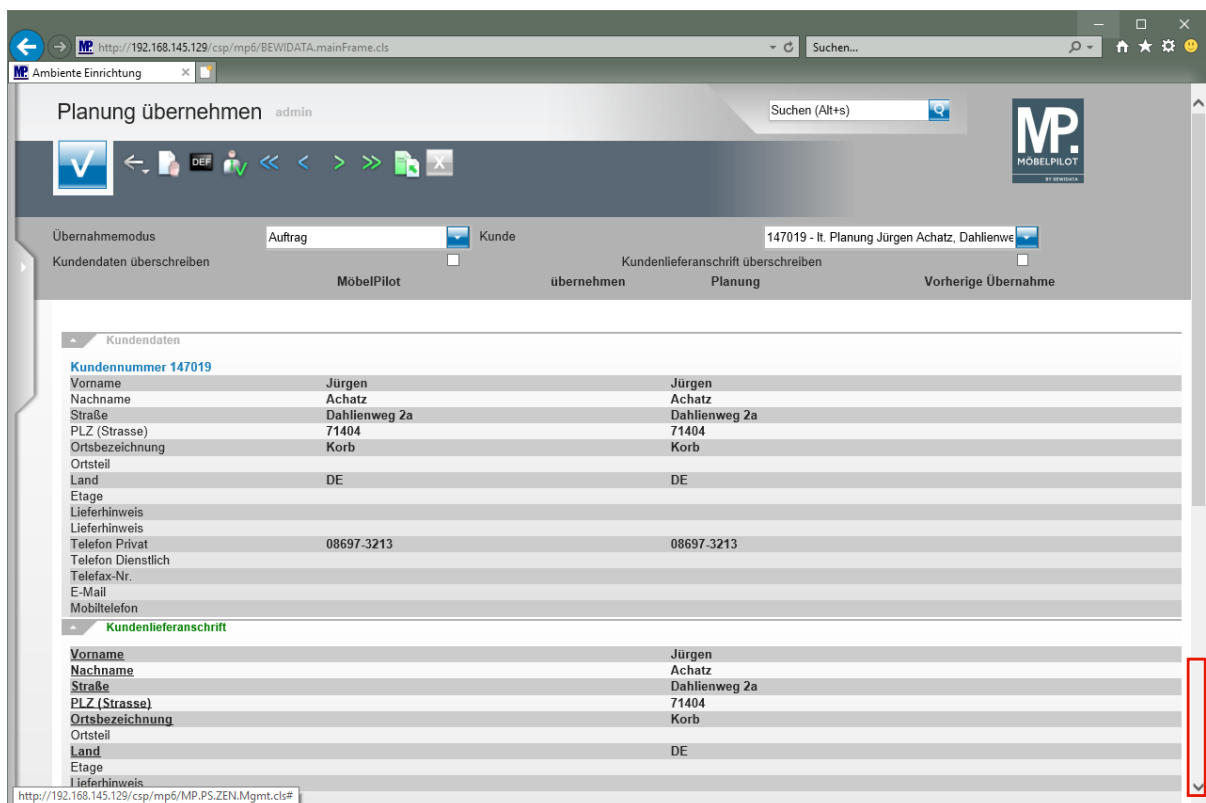 http://192.168.145.129/csp/mp6/BEWIDATA.mainFrame.cls
Suchen...
MP. Ambiente Einrichtung
Planung übernehmen admin
Suchen (Alt+s)
MP.
MÖBELPILOT
BY BEWIDATA
DEF
Übernahmemodus Auftrag Kunde 147019 - lt. Planung Jürgen Achatz, Dahlienwe
Kundendaten überschreiben Kundenlieferanschrift überschreiben
MöbelPilot übernehmen Planung Vorherige Übernahme
Kundendaten
Kundennummer 147019
Vorname Jürgen Jürgen
Nachname Achatz Achatz
Straße Dahlienweg 2a Dahlienweg 2a
PLZ (Strasse) 71404 71404
Ortsbezeichnung Korb Korb
Ortsteil
Land DE DE
Etage
Lieferhinweis
Lieferhinweis
Telefon Privat 08697-3213 08697-3213
Telefon Dienstlich
Telefax-Nr.
E-Mail
Mobiltelefon
Kundenlieferanschrift
Vorname Jürgen
Nachname Achatz
Straße Dahlienweg 2a
PLZ (Strasse) 71404
Ortsbezeichnung Korb
Ortsteil
Land DE
Etage
Lieferhinweis
http://192.168.145.129/csp/mp6/MP.PS.ZEN.Mgmt.cls#